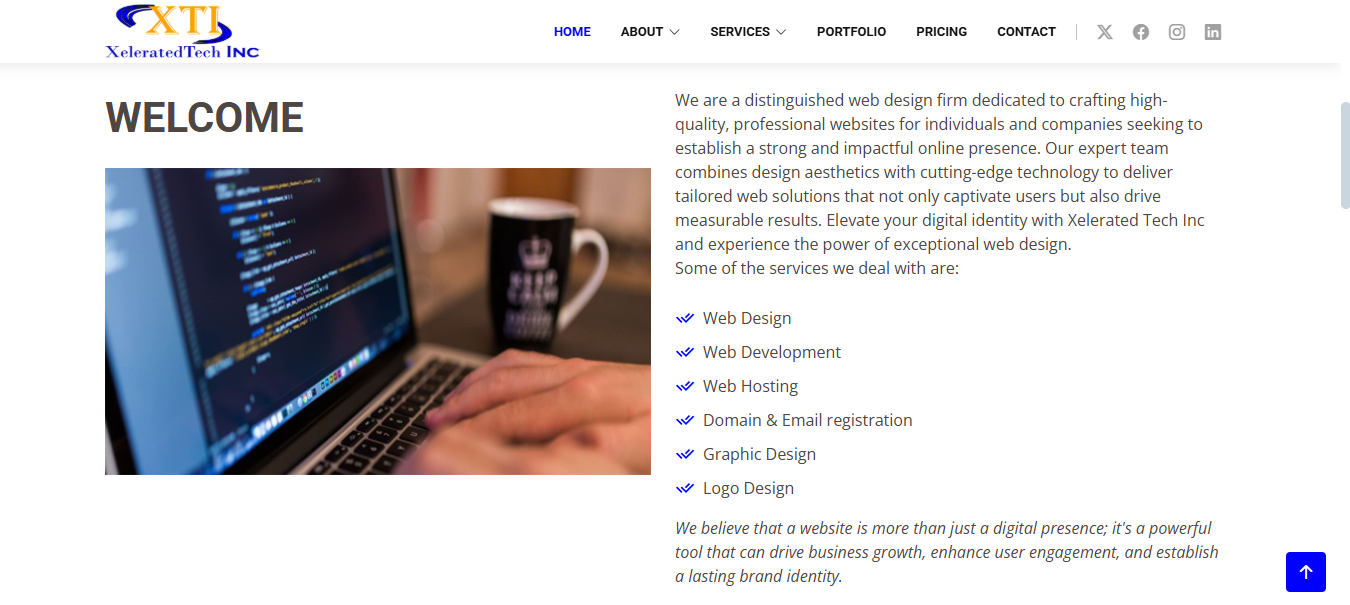 XTI
XeleratedTech INC
HOME
ABOUT
SERVICES
PORTFOLIO
PRICING
CONTACT
WELCOME
We are a distinguished web design firm dedicated to crafting high-
quality, professional websites for individuals and companies seeking to
establish a strong and impactful online presence. Our expert team
combines design aesthetics with cutting-edge technology to deliver
tailored web solutions that not only captivate users but also drive
measurable results. Elevate your digital identity with Xelerated Tech Inc
and experience the power of exceptional web design.
Some of the services we deal with are:
Web Design
Web Development
Web Hosting
Domain & Email registration
Graphic Design
Logo Design
We believe that a website is more than just a digital presence; it's a powerful
tool that can drive business growth, enhance user engagement, and establish
a lasting brand identity.
KEEP
CALM